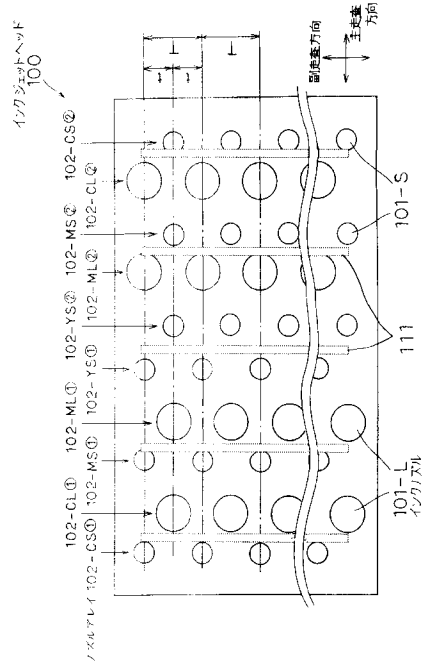 インクジェットヘッド
100
ノズルアレイ 102-CS①
102-CL①
102-MS①
102-ML①
102-YS①
102-YS②
102-ML②
102-MS②
102-CL②
102-CS②
t
t
T
T
主走査方向
副走査方向
101-L
インクノズル
111
101-S